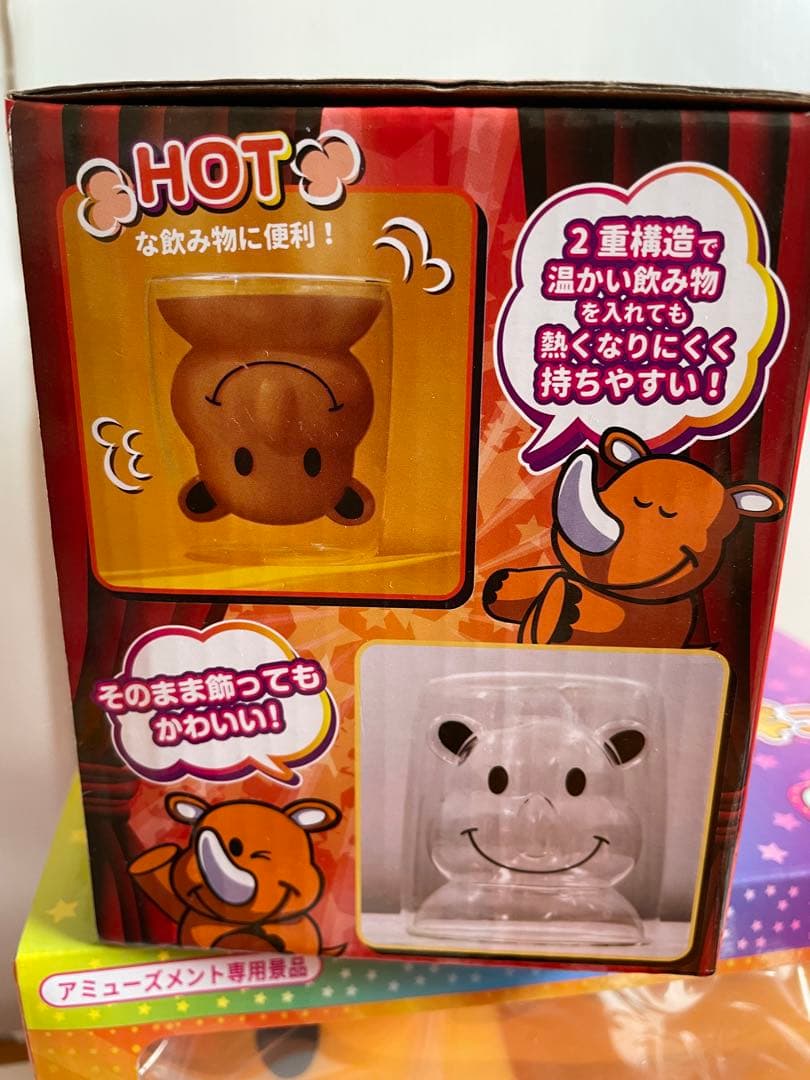 HOT
な飲み物に便利!
2重構造で
温かい飲み物
を入れても
熱くなりにくく
持ちやすい!
そのまま飾っても
かわいい!
アミューズメント専用景品